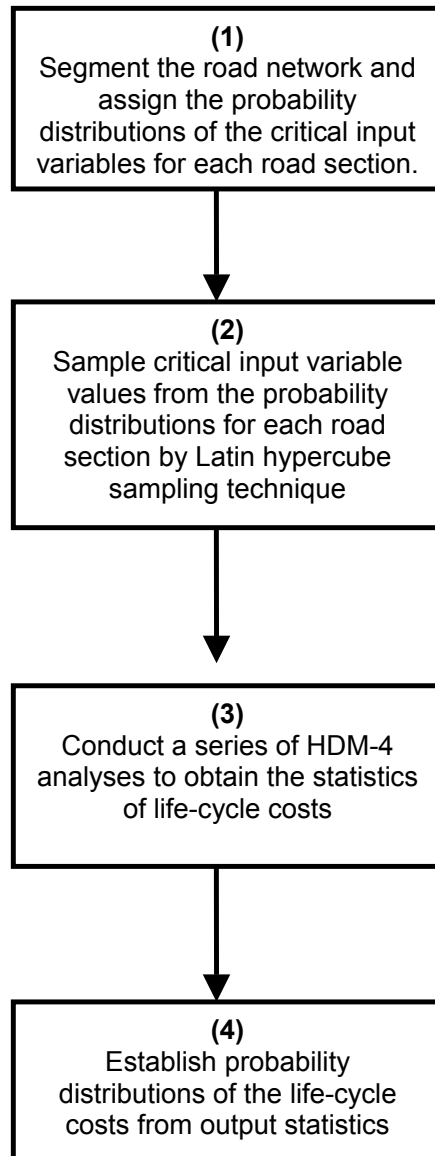 (1)
Segment the road network and
assign the probability
distributions of the critical input
variables for each road section.
(2)
Sample critical input variable
values from the probability
distributions for each road
section by Latin hypercube
sampling technique
(3)
Conduct a series of HDM-4
analyses to obtain the statistics
of life-cycle costs
(4)
Establish probability
distributions of the life-cycle
costs from output statistics